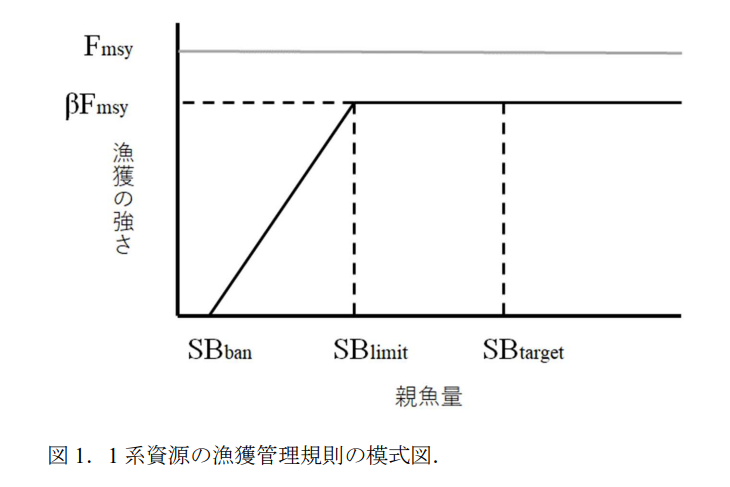 Fmsy
βFmsy
漁獲の強さ
SBban SBlimit SBtarget
親魚量
図 1．1 系資源の漁獲管理規則の模式図．